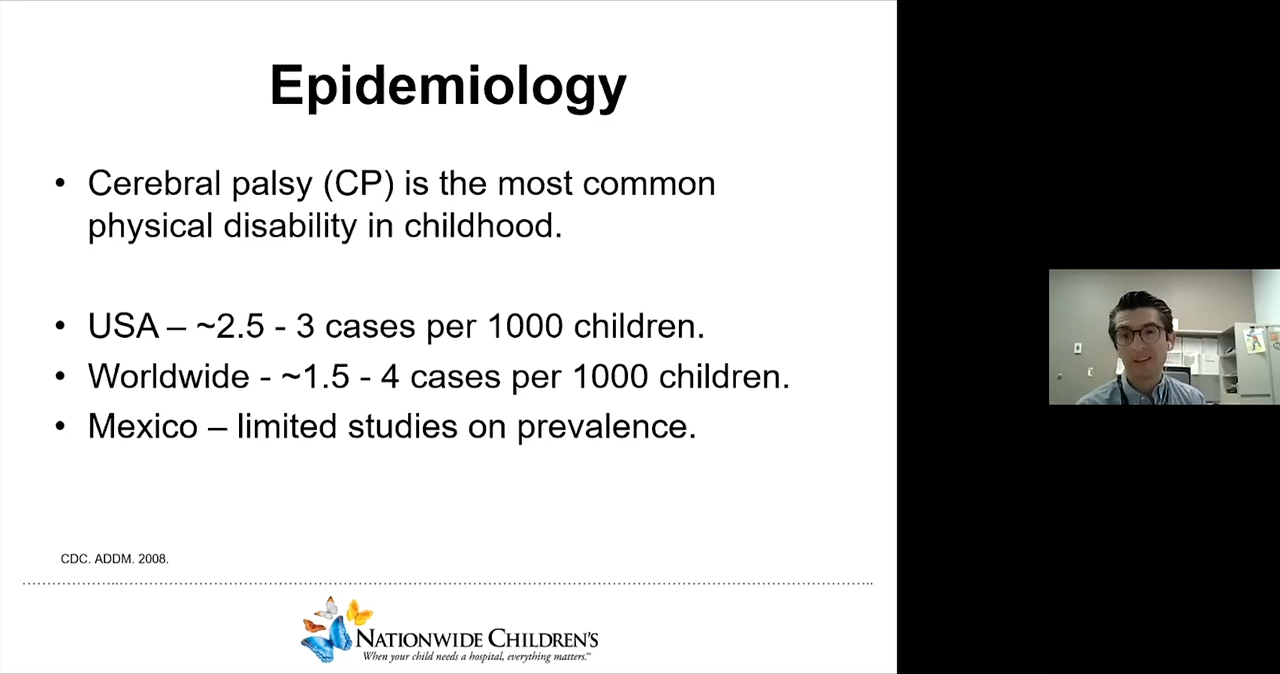 Epidemiology
• Cerebral palsy (CP) is the most common
physical disability in childhood.
• USA – ~2.5 - 3 cases per 1000 children.
• Worldwide - ~1.5 - 4 cases per 1000 children.
• Mexico – limited studies on prevalence.
CDC. ADDM. 2008.
NATIONWIDE CHILDREN'S
When your child needs a hospital, everything matters.℠